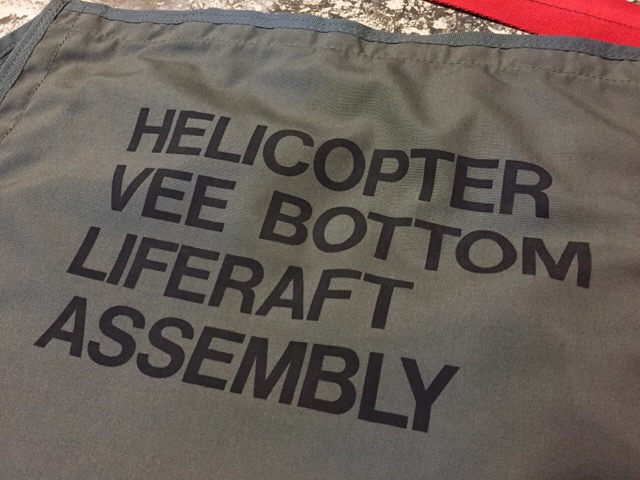 HELICOPTER
VEE BOTTOM
LIFERAFT
ASSEMBLY